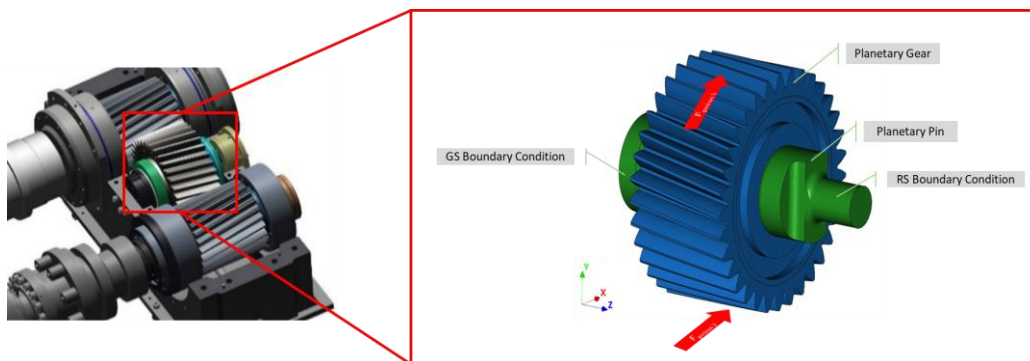 Planetary Gear
Planetary Pin
GS Boundary Condition
RS Boundary Condition
Y
X
Z